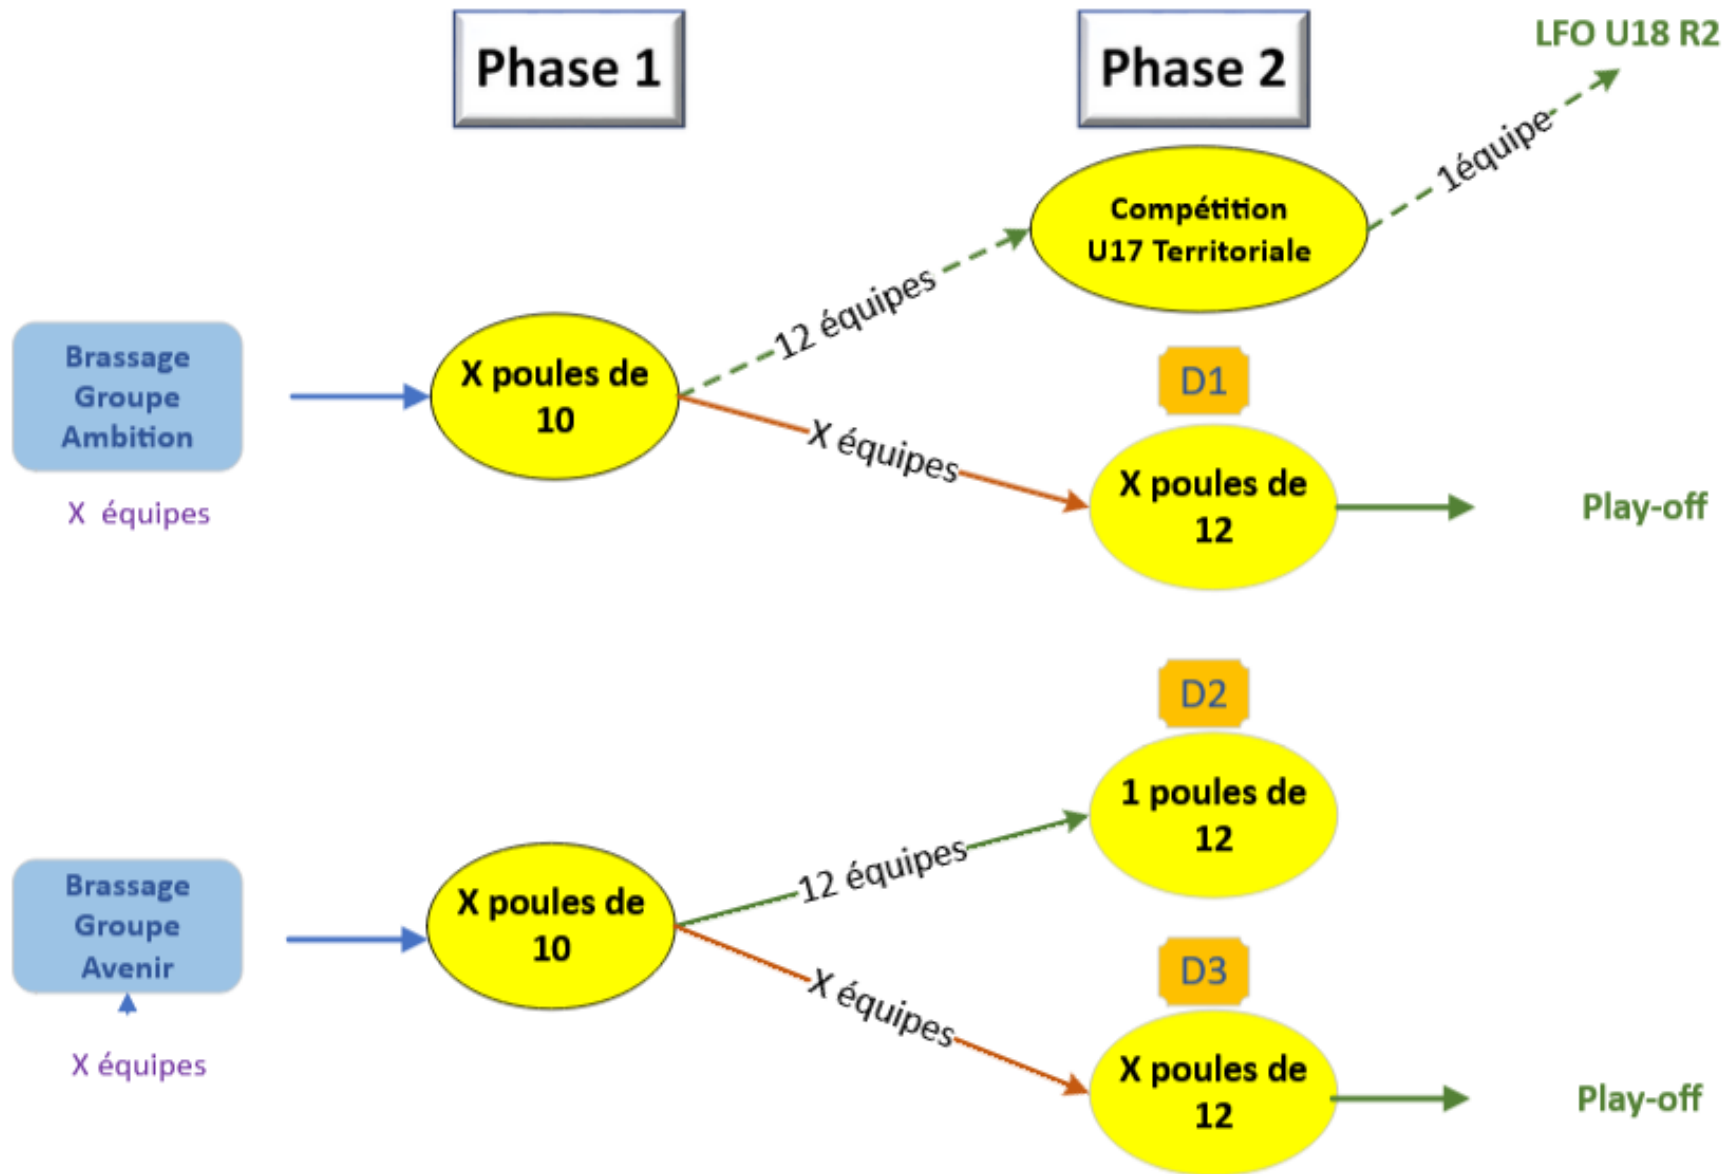 Phase 1
Phase 2
LFO U18 R2
1équipe
Compétition
U17 Territoriale
12 équipes
Brassage
Groupe
Ambition
X équipes
X poules de
10
X équipes
D1
X poules de
12
Play-off
D2
1 poules de
12
12 équipes
Brassage
Groupe
Avenir
X équipes
X poules de
10
X équipes
D3
X poules de
12
Play-off